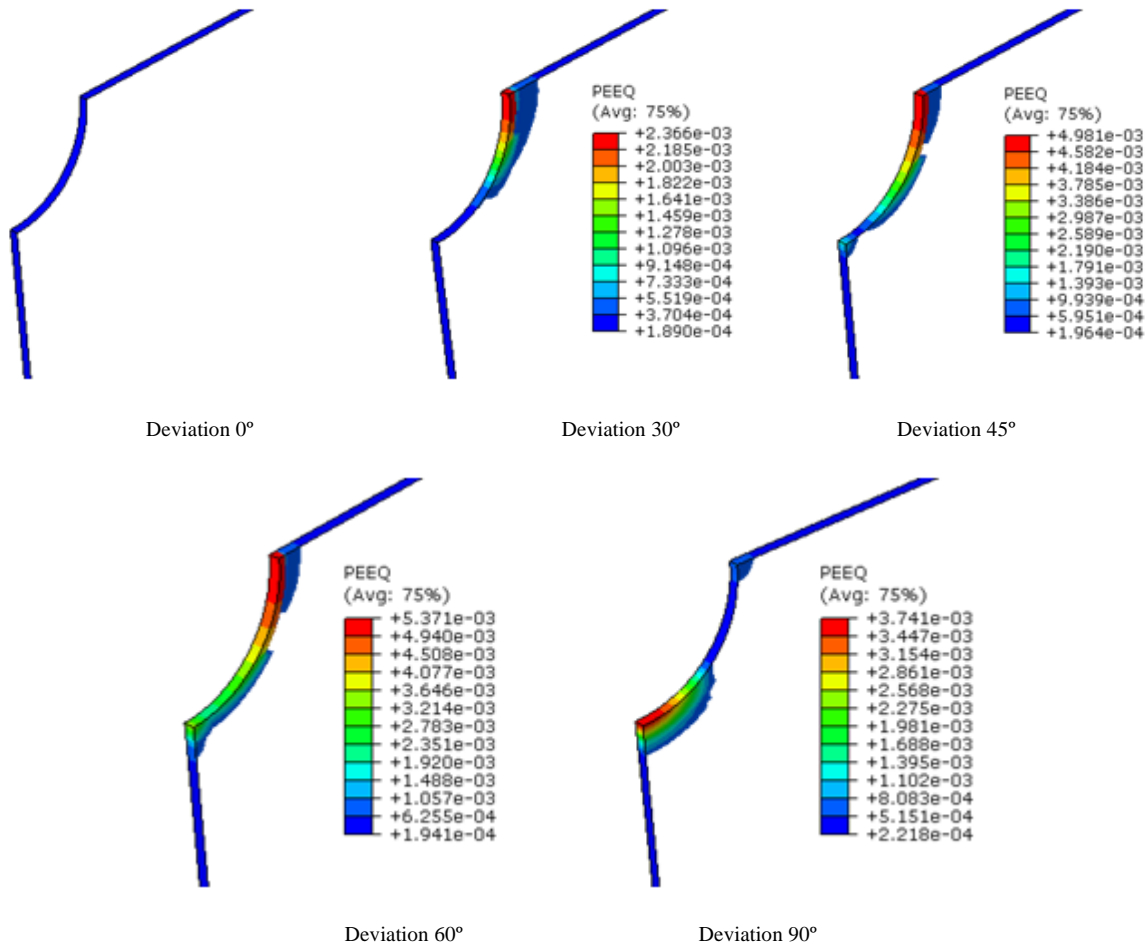 PEEQ
(Avg: 75%)
+2.366e-03
+2.185e-03
+2.003e-03
+1.822e-03
+1.641e-03
+1.459e-03
+1.278e-03
+1.096e-03
+9.148e-04
+7.333e-04
+5.519e-04
+3.704e-04
+1.890e-04
PEEQ
(Avg: 75%)
+4.981e-03
+4.582e-03
+4.184e-03
+3.785e-03
+3.386e-03
+2.987e-03
+2.589e-03
+2.190e-03
+1.791e-03
+1.393e-03
+9.939e-04
+5.951e-04
+1.964e-04
Deviation 0º
Deviation 30º
Deviation 45º
PEEQ
(Avg: 75%)
+5.371e-03
+4.940e-03
+4.508e-03
+4.077e-03
+3.646e-03
+3.214e-03
+2.783e-03
+2.351e-03
+1.920e-03
+1.488e-03
+1.057e-03
+6.255e-04
+1.941e-04
PEEQ
(Avg: 75%)
+3.741e-03
+3.447e-03
+3.154e-03
+2.861e-03
+2.568e-03
+2.275e-03
+1.981e-03
+1.688e-03
+1.395e-03
+1.102e-03
+8.083e-04
+5.151e-04
+2.218e-04
Deviation 60º
Deviation 90º